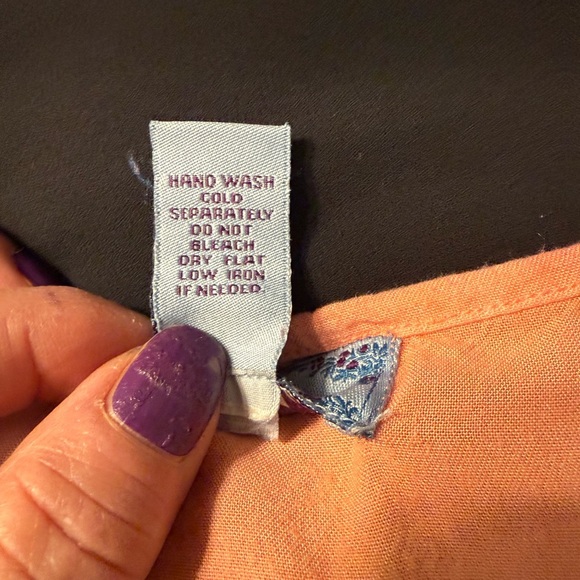 HAND WASH
COLD
SEPARATELY
DO NOT
BLEACH
DRY FLAT
LOW IRON
IF NEEDED.